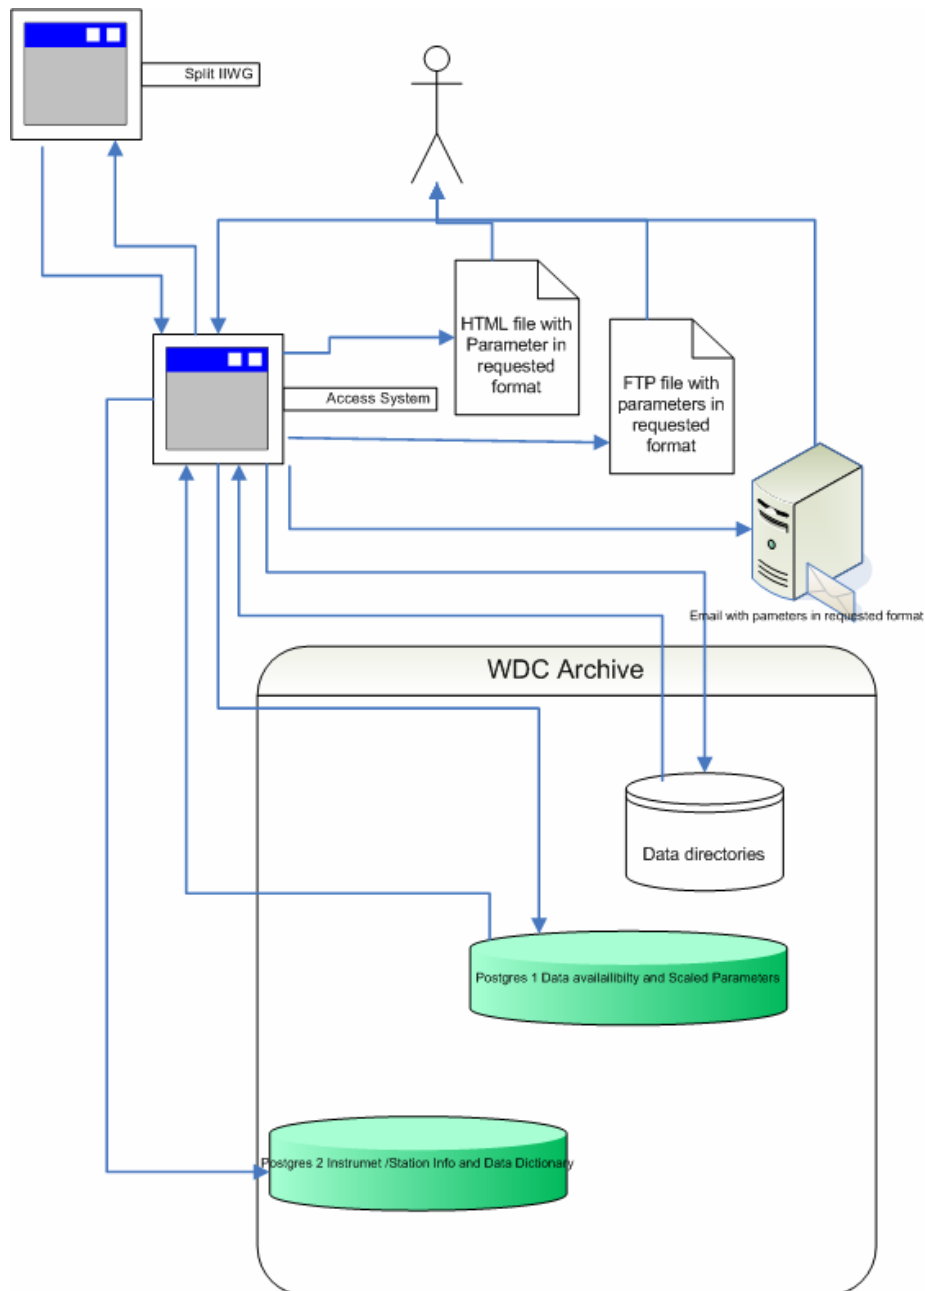 Split IIWG
HTML file with
Parameter in
requested
format
Access System
FTP file with
parameters in
requested
format
Email with pameters in requested format
WDC Archive
Data directories
Postgres 1 Data availailibity and Scaled Parameters
Postgres 2 Instrumet /Station Info and Data Dictionary